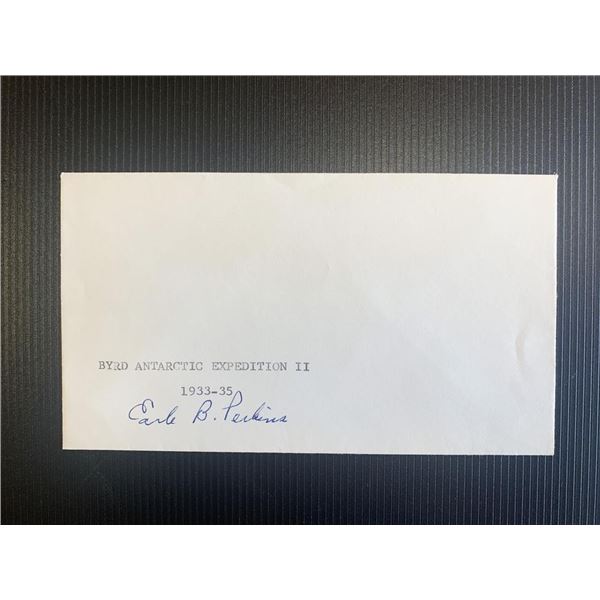 BYRD ANTARCTIC EXPEDITION II
1933-35
Earle B. Perkins